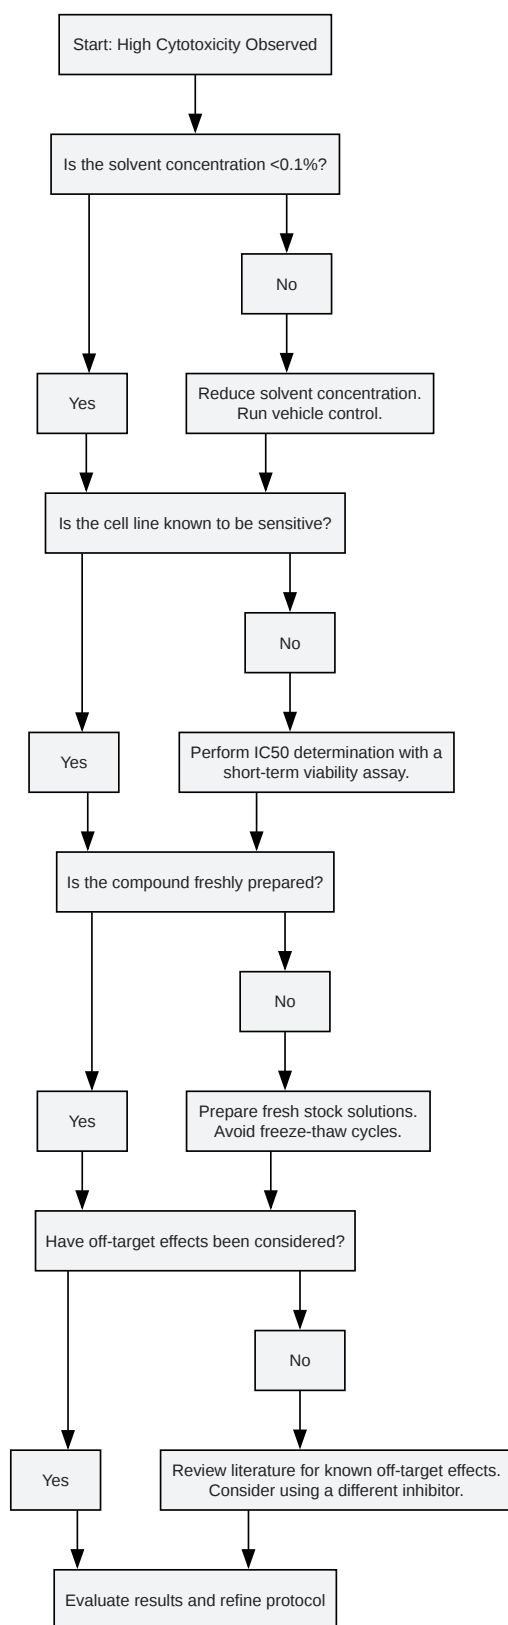 Start: High Cytotoxicity Observed
Is the solvent concentration <0.1%?
No
Yes
Reduce solvent concentration.
Run vehicle control.
Is the cell line known to be sensitive?
No
Yes
Perform IC50 determination with a
short-term viability assay.
Is the compound freshly prepared?
No
Yes
Prepare fresh stock solutions.
Avoid freeze-thaw cycles.
Have off-target effects been considered?
No
Yes
Review literature for known off-target effects.
Consider using a different inhibitor.
Evaluate results and refine protocol